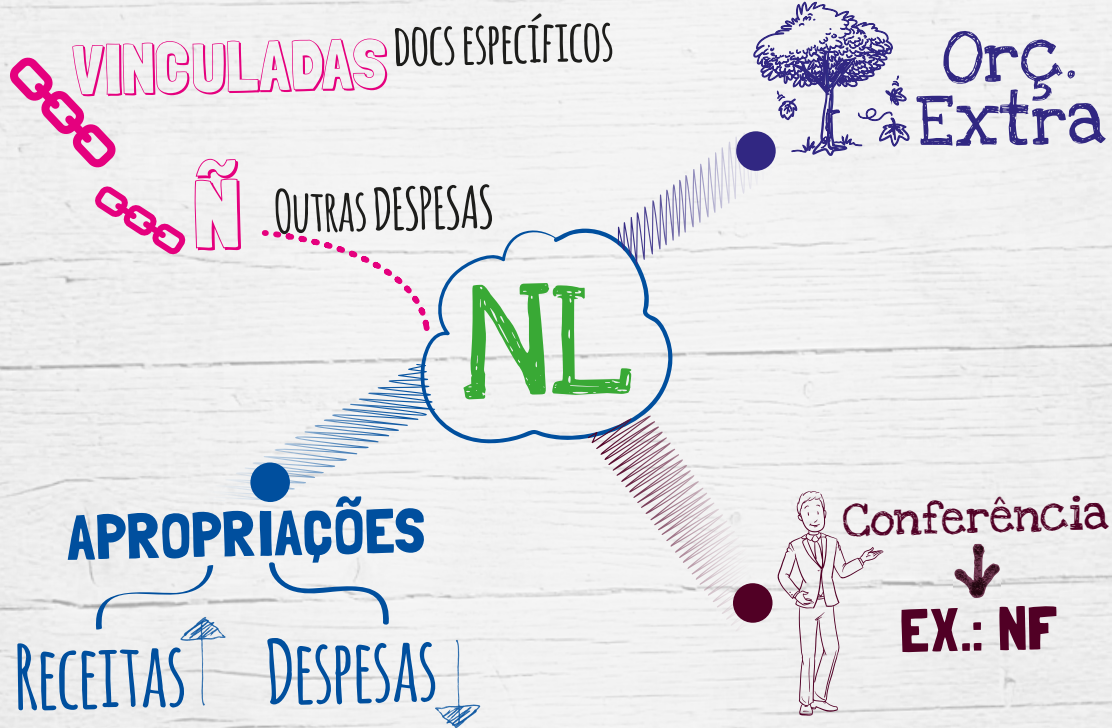 VINCULADAS DOCS ESPECÍFICOS
Orç.
Extra
Ñ OUTRAS DESPESAS
NL
APROPRIAÇÕES
RECEITAS DESPESAS
Conferência
EX.: NF